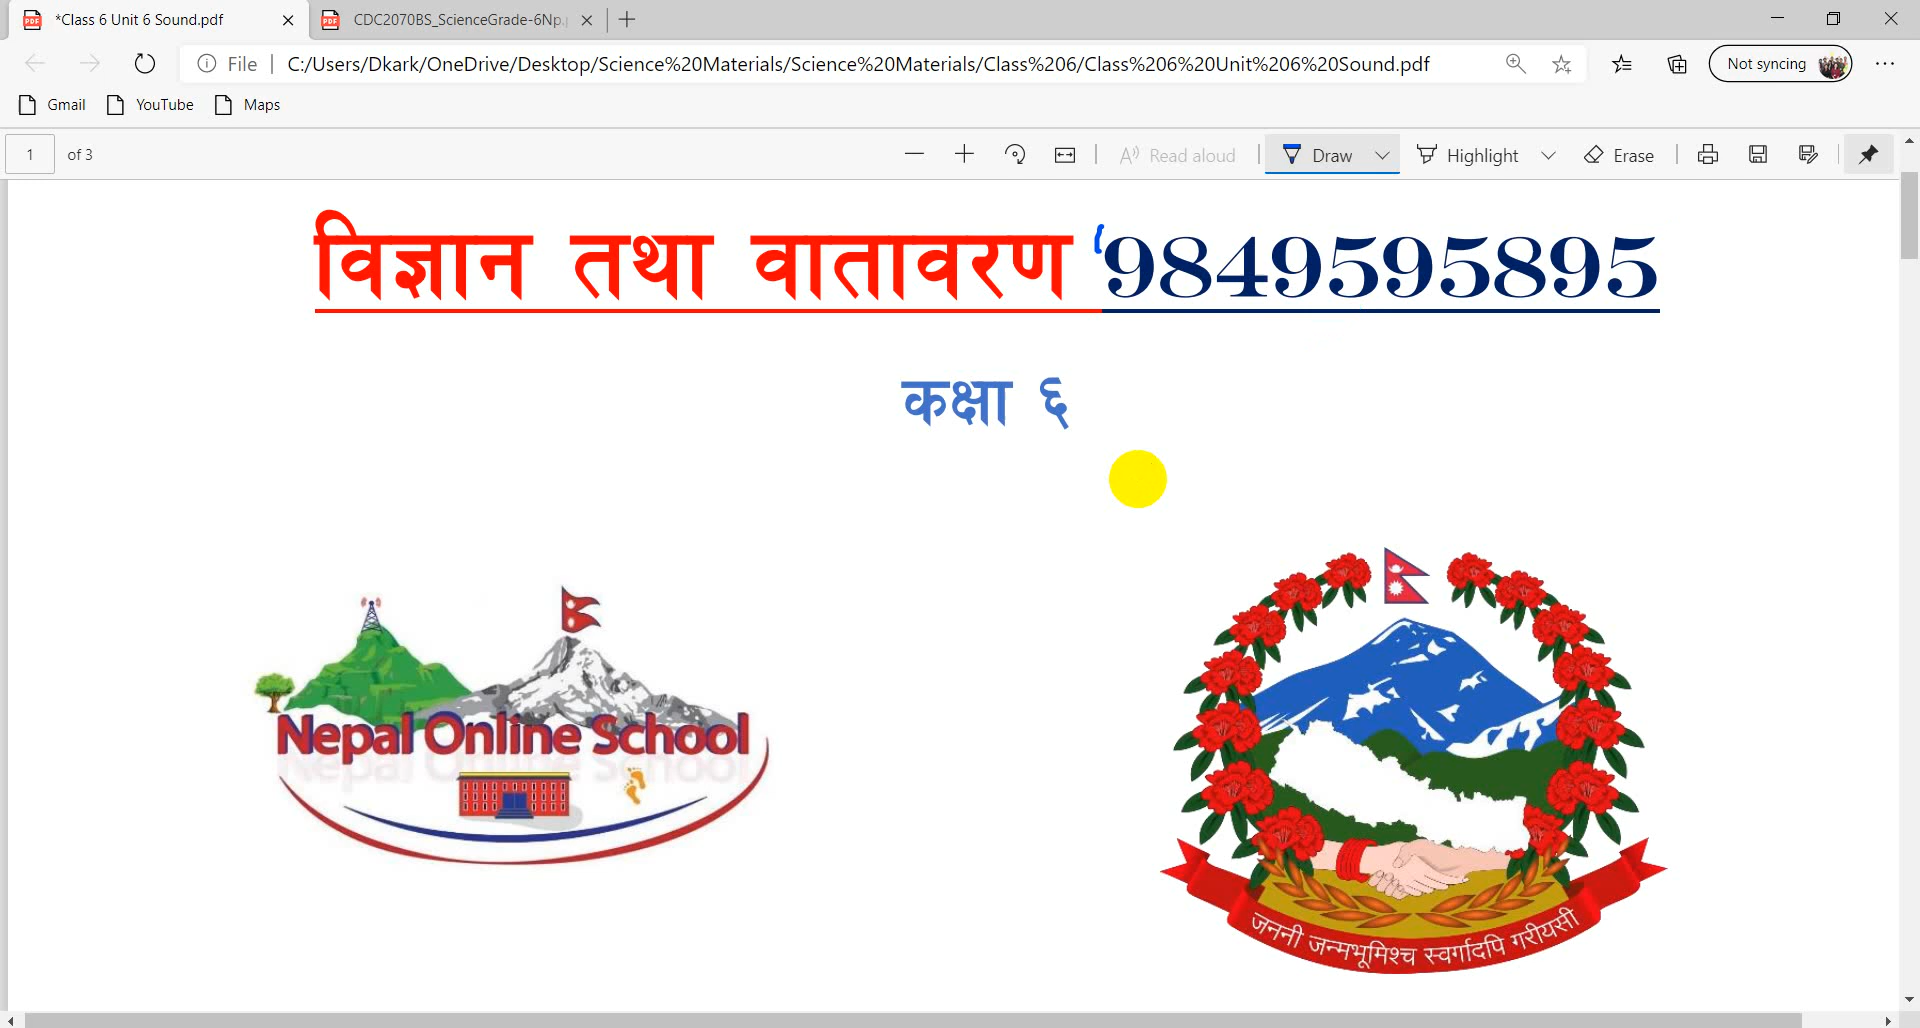 *Class 6 Unit 6 Sound.pdf
CDC2070BS_ScienceGrade-6Np.
File
C:/Users/Dkark/OneDrive/Desktop/Science%20Materials/Science%20Materials/Class%206/Class%206%20Unit%206%20Sound.pdf
Not syncing
Gmail YouTube Maps
1 of 3
Read aloud Draw Highlight Erase
विज्ञान तथा वातावरण 9849595895
कक्षा ६
Nepal Online School
जननी जन्मभूमिश्च स्वर्गादपि गरीयसी